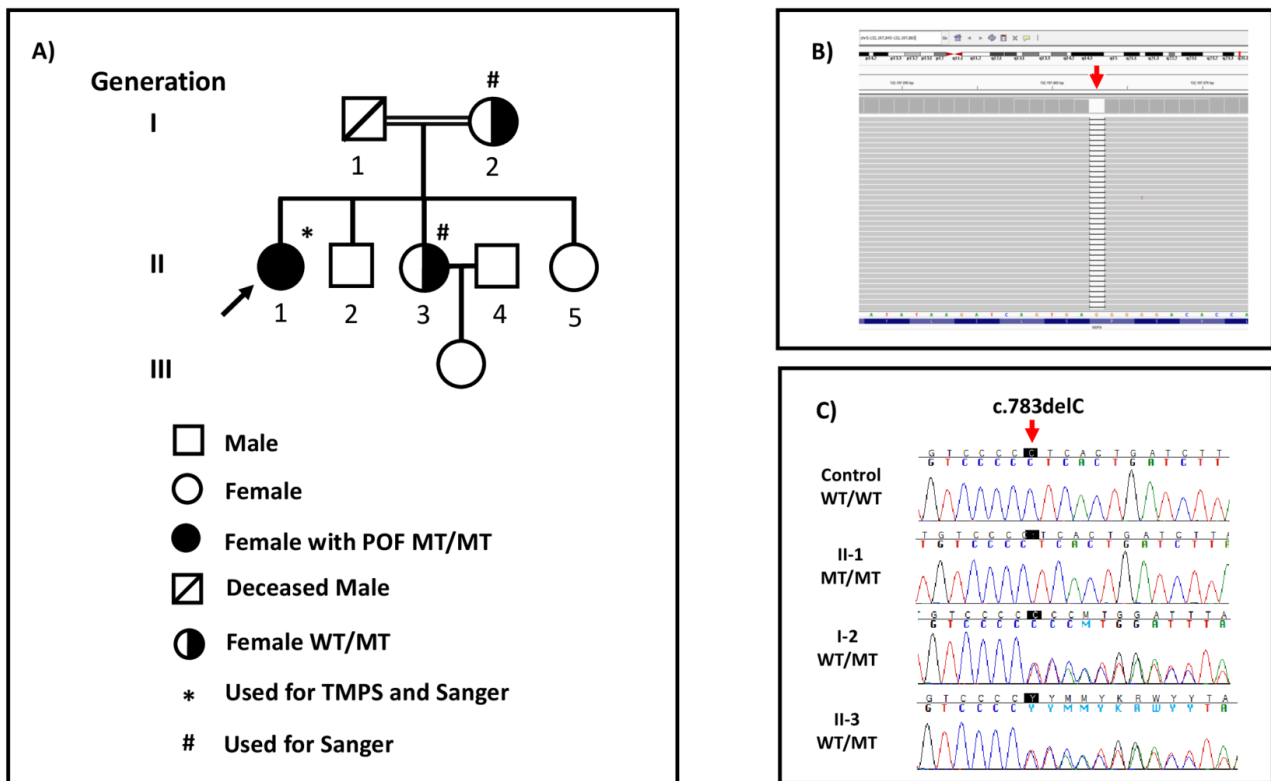 A)
Generation
#
I
1
2
*
#
II
1
2
3
4
5
III
Male
Female
Female with POF MT/MT
Deceased Male
Female WT/MT
* Used for TMPS and Sanger
# Used for Sanger
B)
A T A T A A G A T C A G T G A G G G G G A C A C C A
C)
c.783delC
Control
WT/WT
G T C C C C C T C A C T G A T C T T
G T C C C C C T C A C T G A T C T T
II-1
MT/MT
T G T C C C C T C A C T G A T C T T A
I-2
WT/MT
G T C C C C C C C M T G G A T T T A
G T C C C C C C C M T G G A T T T A
II-3
WT/MT
G T C C C C Y Y M M Y K R W Y Y T A
G T C C C C Y Y M M Y K R W Y Y T A